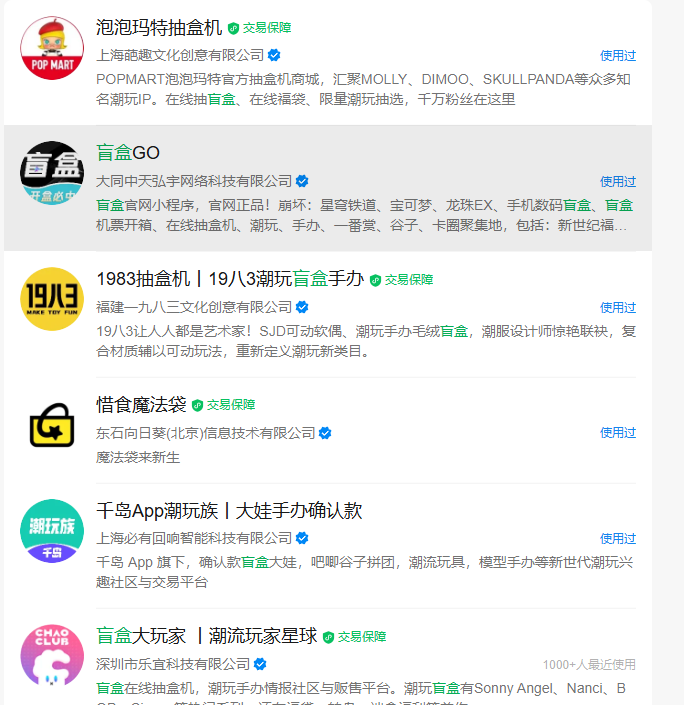 POP MART
泡泡玛特抽盒机 交易保障
上海葩趣文化创意有限公司 使用过
POPMART泡泡玛特官方抽盒机商城，汇聚MOLLY、DIMOO、SKULLPANDA等众多知
名潮玩IP。在线抽盲盒、在线福袋、限量潮玩抽选，千万粉丝在这里
盲盒
开盒必中
盲盒GO
大同中天弘宇网络科技有限公司 使用过
盲盒官网小程序，官网正品！崩坏：星穹铁道、宝可梦、龙珠EX、手机数码盲盒、盲盒
机票开箱、在线抽盒机、潮玩、手办、一番赏、谷子、卡圈聚集地，包括：新世纪福...
19八3
MAKE TOY FUN
1983抽盒机丨19八3潮玩盲盒手办 交易保障
福建一九八三文化创意有限公司 使用过
19八3让人人都是艺术家！SJD可动软偶、潮玩手办毛绒盲盒，潮服设计师惊艳联袂，复
合材质辅以可动玩法，重新定义潮玩新类目。
惜食魔法袋 交易保障
东石向日葵(北京)信息技术有限公司 使用过
魔法袋来新生
潮玩族
千岛
千岛App潮玩族丨大娃手办确认款
上海必有回响智能科技有限公司 使用过
千岛 App 旗下，确认款盲盒大娃，吧唧谷子拼团，潮流玩具，模型手办等新世代潮玩兴
趣社区与交易平台
CHAO
CLUB
盲盒大玩家 丨潮流玩家星球 交易保障
深圳市乐宜科技有限公司 1000+人最近使用
盲盒在线抽盒机，潮玩手办情报社区与贩售平台。潮玩盲盒有Sonny Angel、Nanci、B